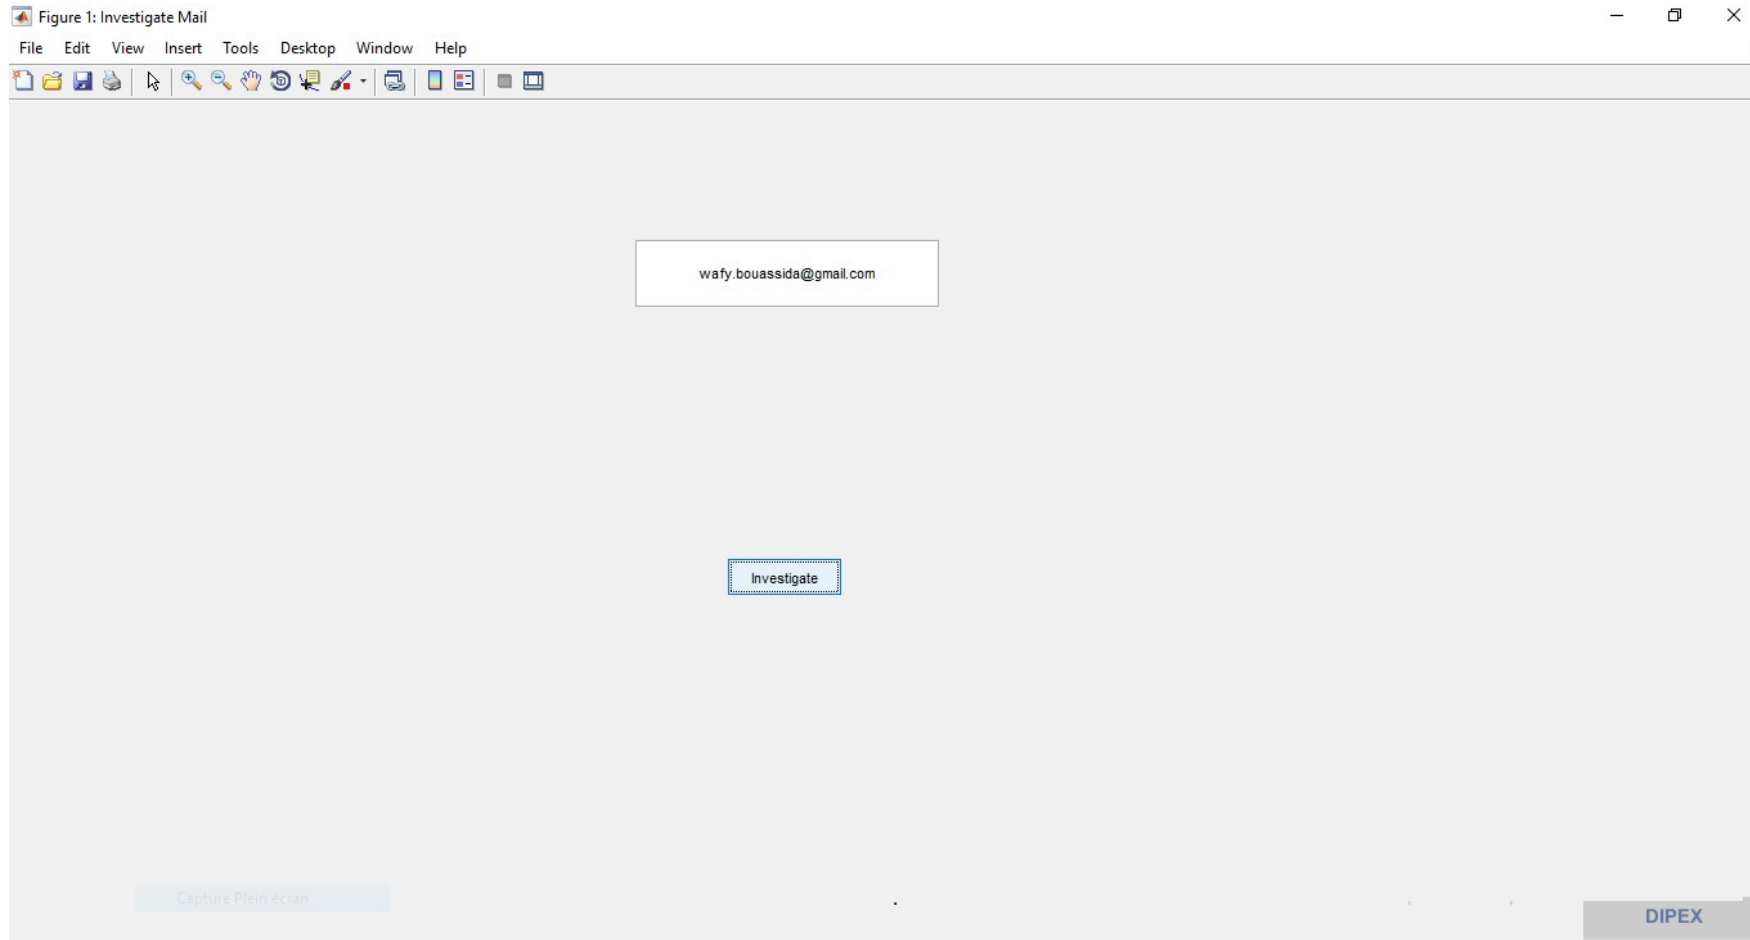 Figure 1: Investigate Mail
File Edit View Insert Tools Desktop Window Help
wafy.bouassida@gmail.com
Investigate
Capture Plein écran
DIPEX